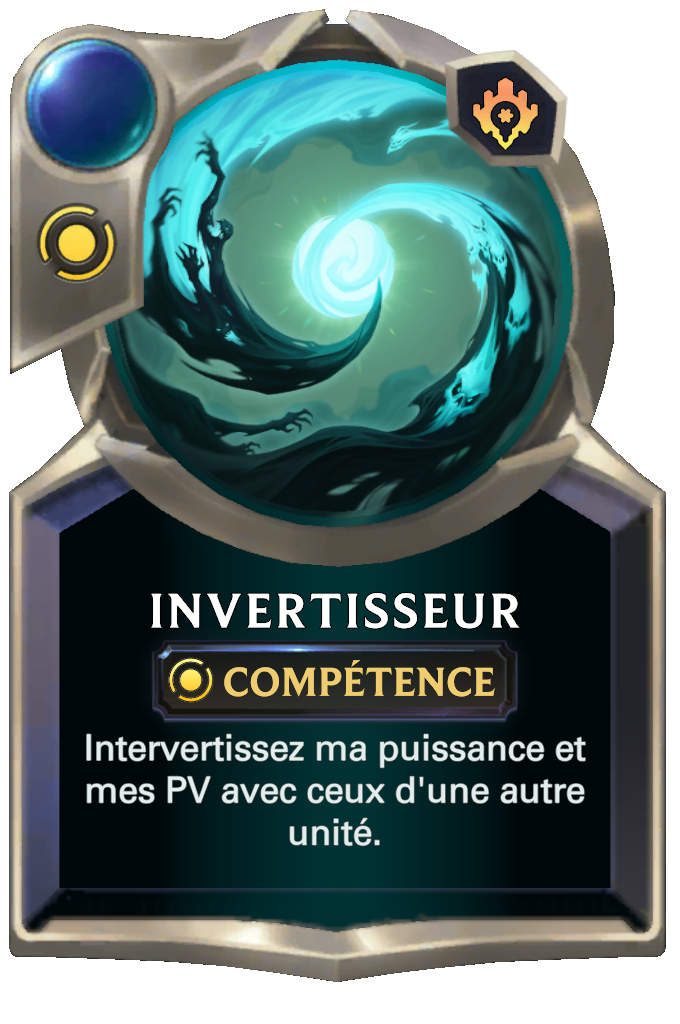 INVERTISSEUR
COMPÉTENCE
Intervertissez ma puissance et
mes PV avec ceux d'une autre
unité.